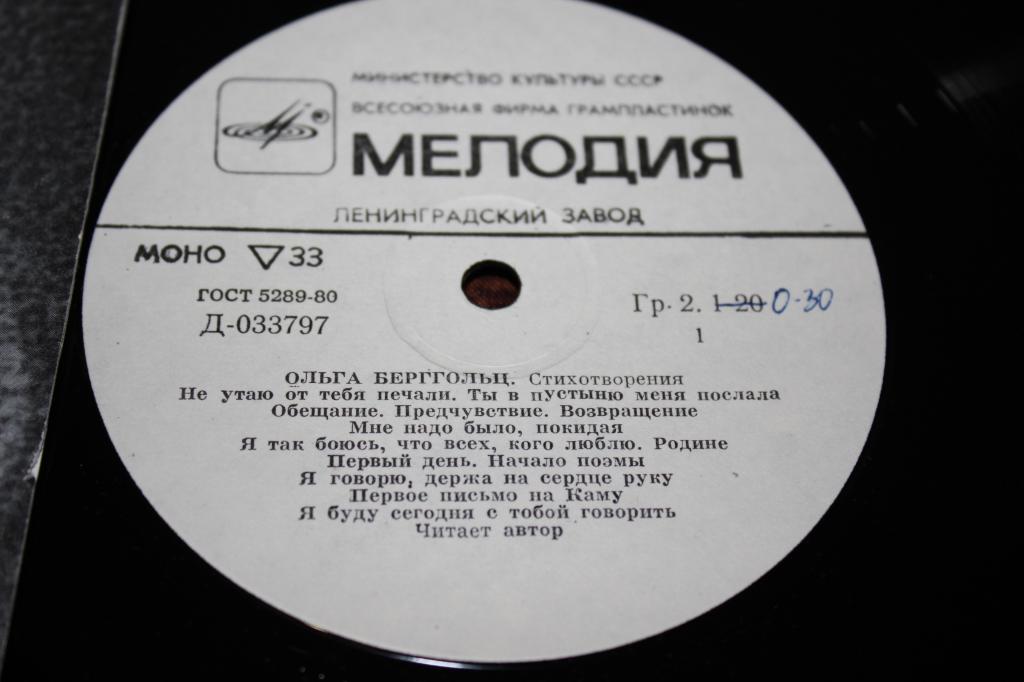 МИНИСТЕРСТВО КУЛЬТУРЫ СССР
ВСЕСОЮЗНАЯ ФИРМА ГРАМПЛАСТИНОК
МЕЛОДИЯ
ЛЕНИНГРАДСКИЙ ЗАВОД
МОНО ▽ 33
ГОСТ 5289-80
Д-033797
Гр. 2. 1-20 0-30
1
ОЛЬГА БЕРГГОЛЬЦ. Стихотворения
Не утаю от тебя печали. Ты в пустыню меня послала
Обещание. Предчувствие. Возвращение
Мне надо было, покидая
Я так боюсь, что всех, кого люблю. Родине
Первый день. Начало поэмы
Я говорю, держа на сердце руку
Первое письмо на Каму
Я буду сегодня с тобой говорить
Читает автор